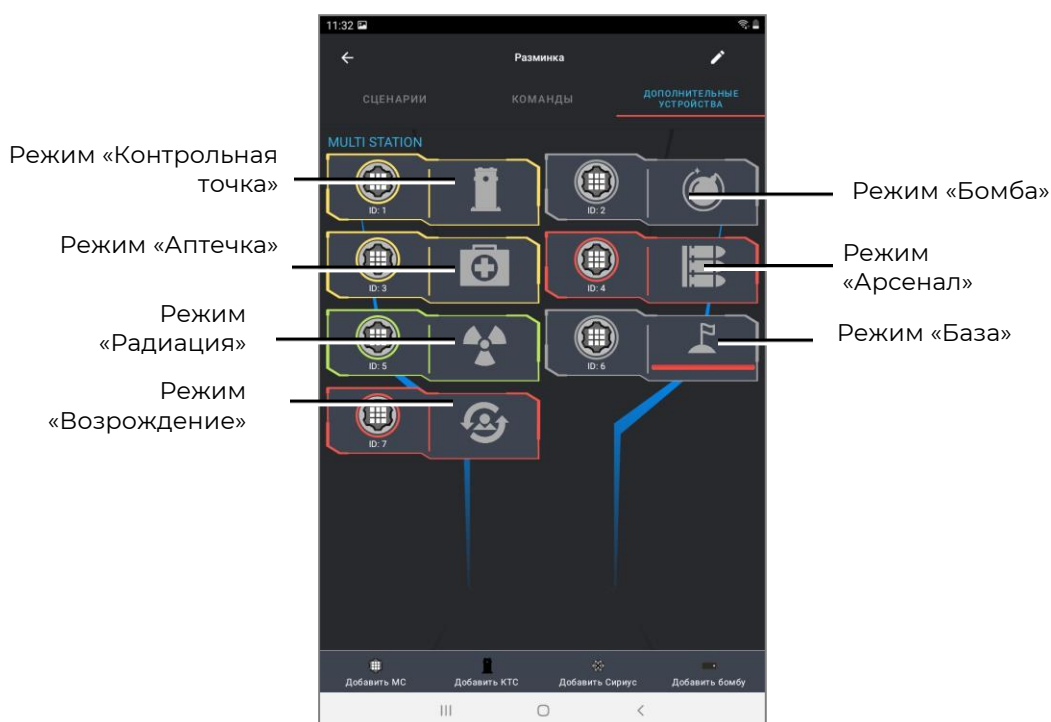 11:32
Разминка
СЦЕНАРИИ
КОМАНДЫ
ДОПОЛНИТЕЛЬНЫЕ
УСТРОЙСТВА
MULTI STATION
Режим «Контрольная
точка»
ID: 1
ID: 2
Режим «Бомба»
Режим «Аптечка»
ID: 3
ID: 4
Режим
«Арсенал»
Режим
«Радиация»
ID: 5
ID: 6
Режим «База»
Режим
«Возрождение»
ID: 7
Добавить МС
Добавить КТС
Добавить Сириус
Добавить бомбу